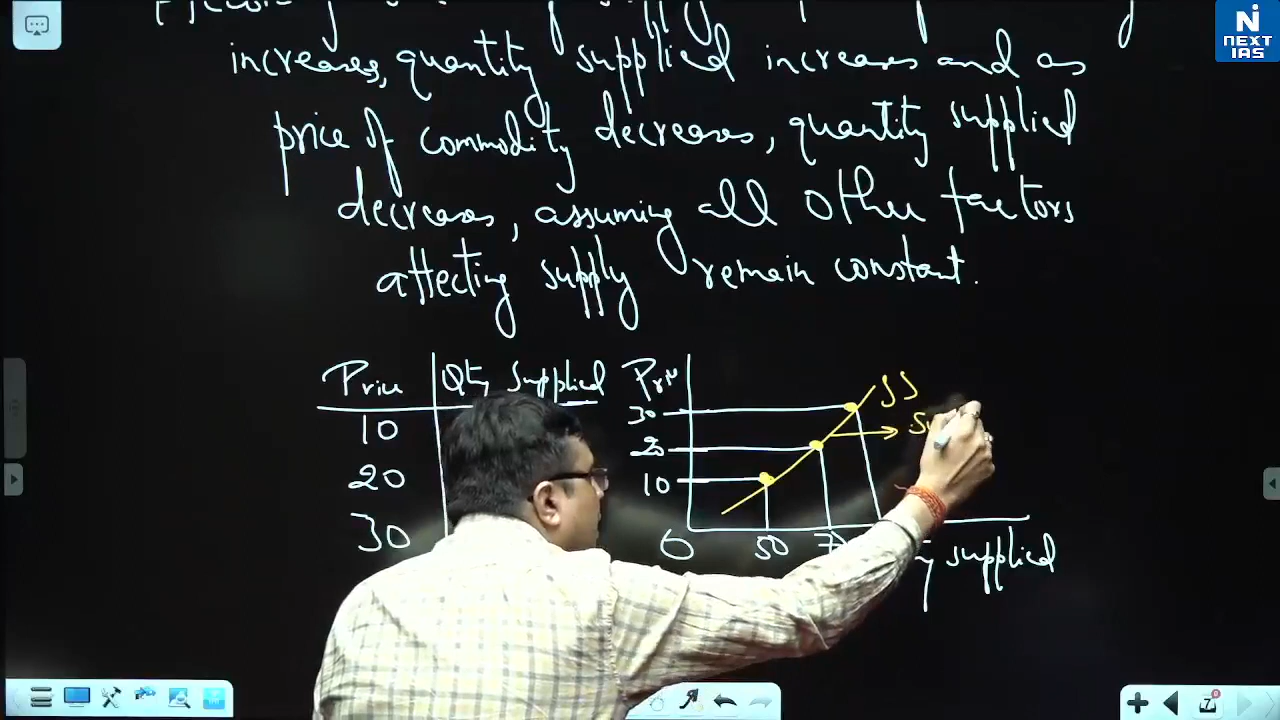 increases, quantity supplied increases and as
price of commodity decreases, quantity supplied
decreases, assuming all other factors
affecting supply remain constant.
Price Qty Supplied
10
20
30
Price
30
20
10
0 50
SS
supplied
NEXT IAS